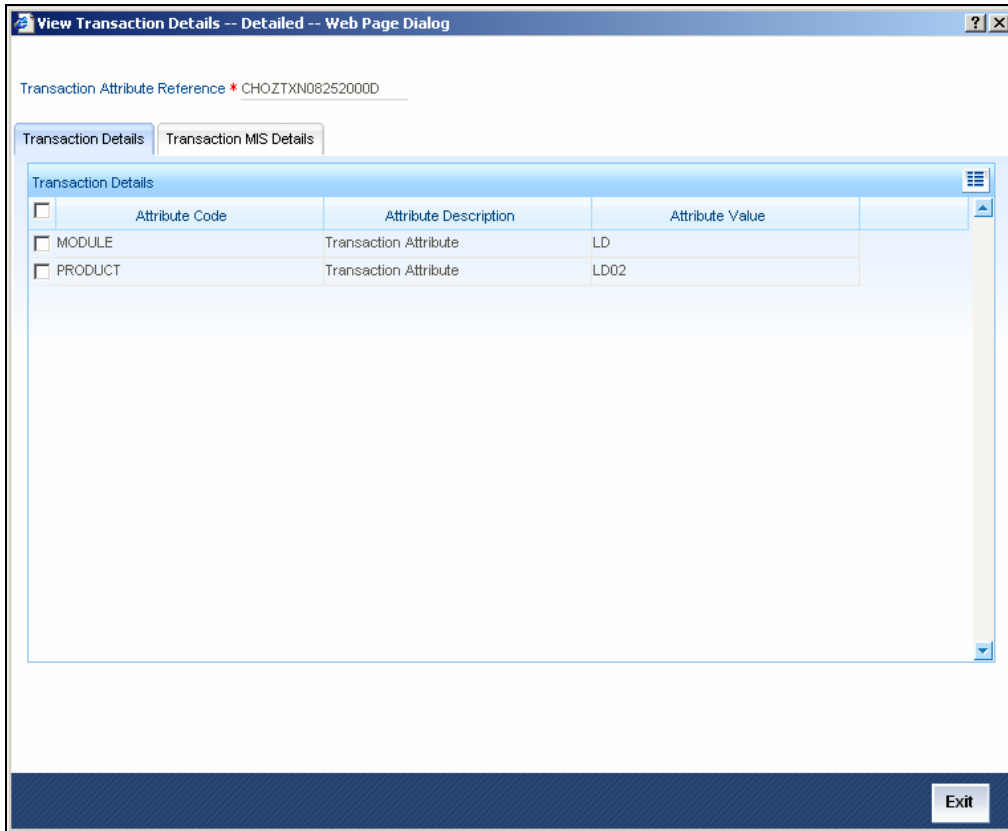 View Transaction Details -- Detailed -- Web Page Dialog
Transaction Attribute Reference * CHOZTXN08252000D
Transaction Details Transaction MIS Details
Transaction Details
Attribute Code Attribute Description Attribute Value
MODULE Transaction Attribute LD
PRODUCT Transaction Attribute LD02
Exit